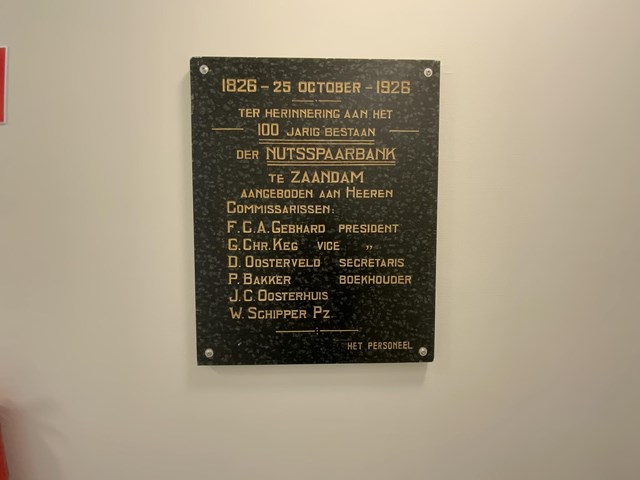 1826 - 25 OCTOBER - 1926
TER HERINNERING AAN HET
100 JARIG BESTAAN
DER NUTSSPAARBANK
TE ZAANDAM
AANGEBODEN AAN HEEREN
COMMISSARISSEN:
F.C.A. GEBHARD PRESIDENT
G. CHR. KEG VICE „
D. OOSTERVELD SECRETARIS
P. BAKKER BOEKHOUDER
J.C. OOSTERHUIS
W. SCHIPPER PZ.
HET PERSONEEL